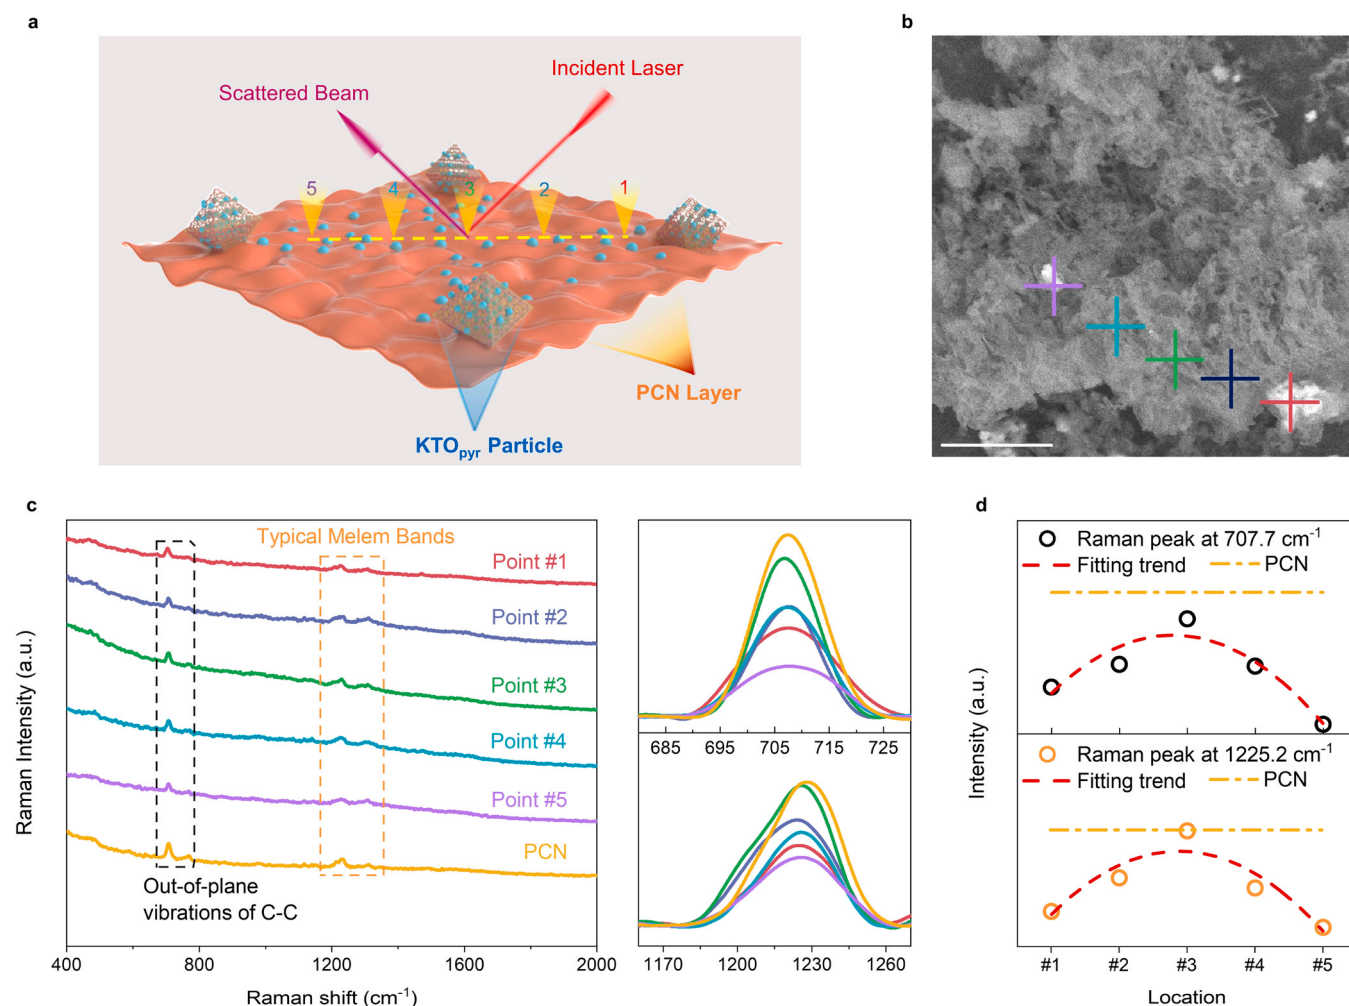 a
Incident Laser
Scattered Beam
5 4 3 2 1
PCN Layer
KTOpyr Particle
b
c
Typical Melem Bands
Point #1
Point #2
Point #3
Point #4
Point #5
PCN
Out-of-plane
vibrations of C-C
Raman Intensity (a.u.)
400 800 1200 1600 2000
Raman shift (cm⁻¹)
685 695 705 715 725
1170 1200 1230 1260
d
Raman peak at 707.7 cm⁻¹
Fitting trend PCN
Raman peak at 1225.2 cm⁻¹
Fitting trend PCN
Intensity (a.u.)
#1 #2 #3 #4 #5
Location